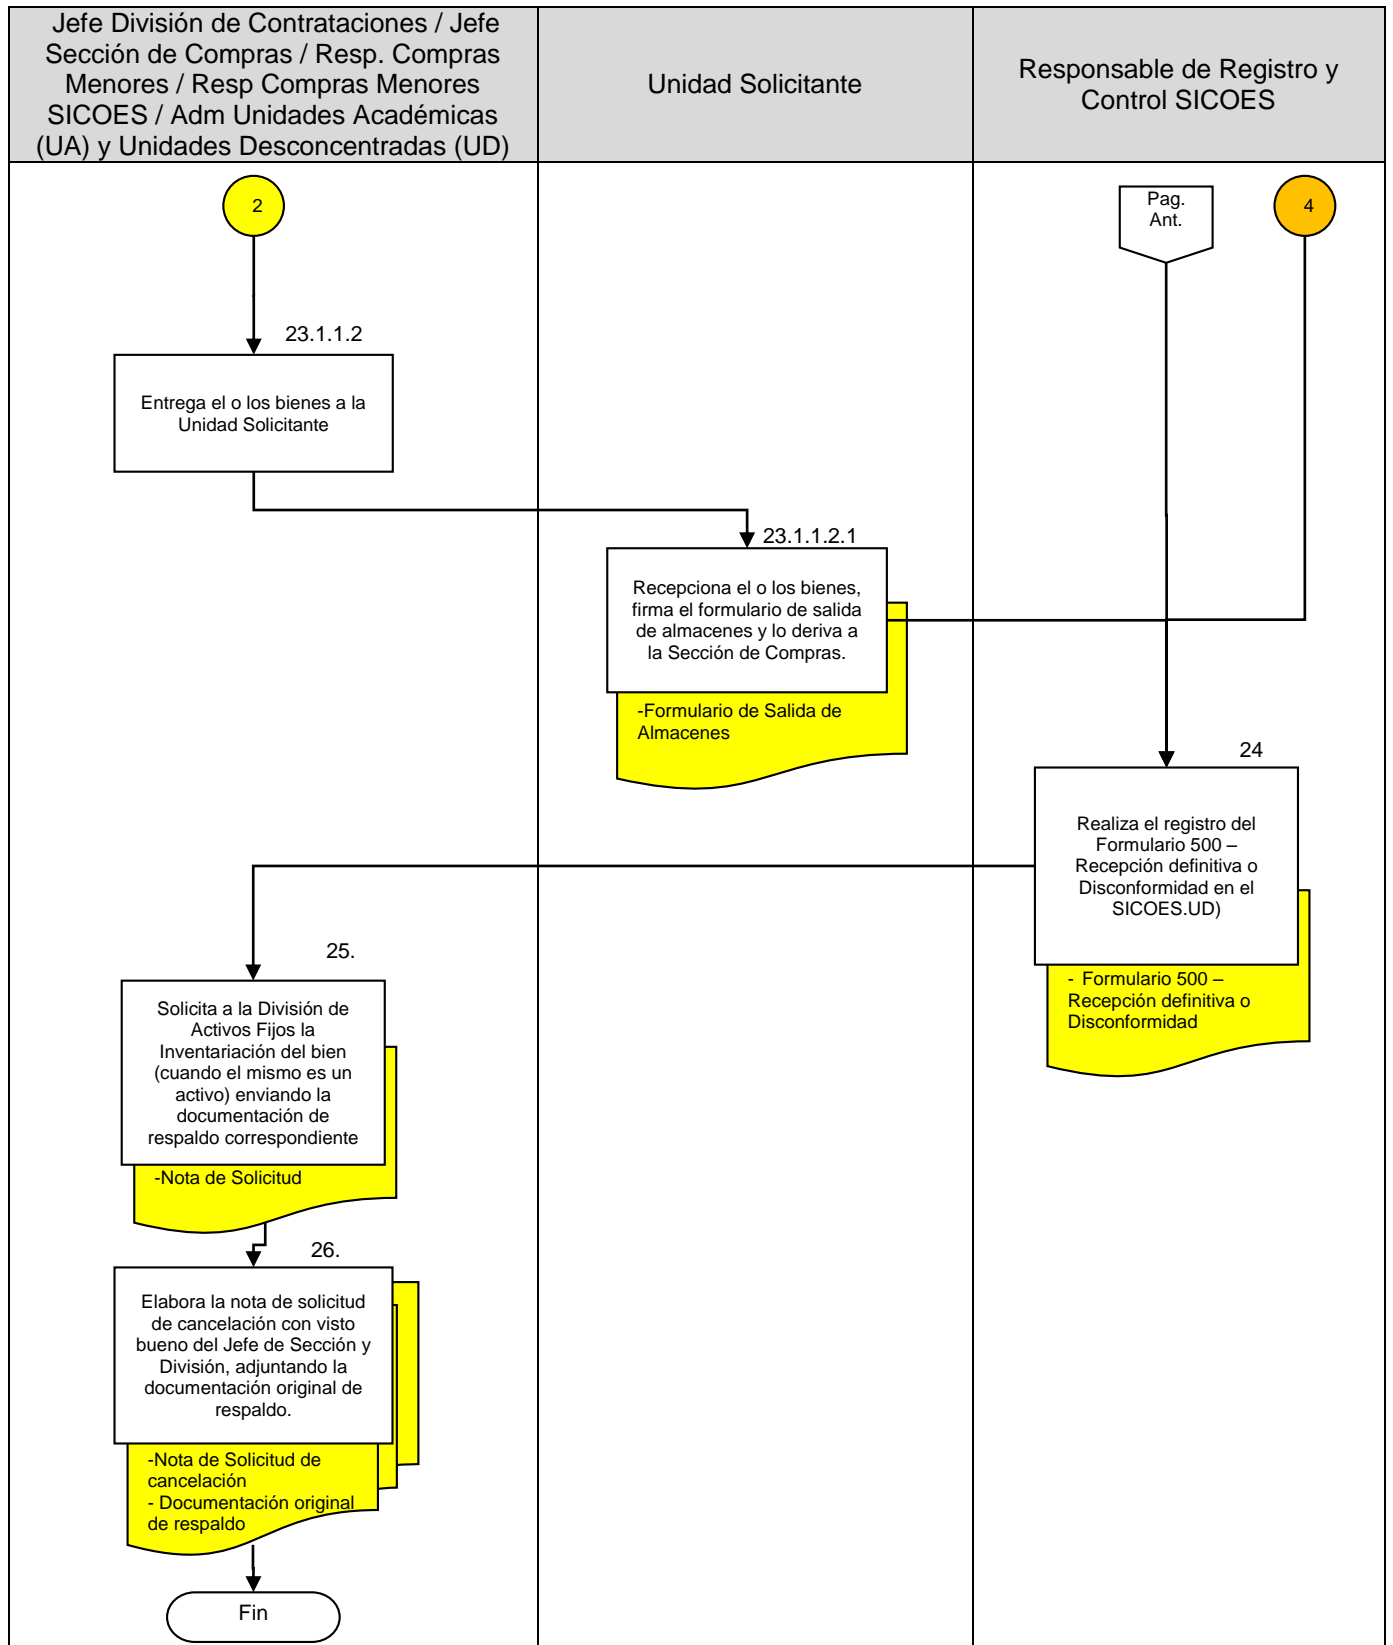 Jefe División de Contrataciones / Jefe
Sección de Compras / Resp. Compras
Menores / Resp Compras Menores
SICOES / Adm Unidades Académicas
(UA) y Unidades Desconcentradas (UD)
Unidad Solicitante
Responsable de Registro y
Control SICOES
2
Pag.
Ant.
4
23.1.1.2
Entrega el o los bienes a la
Unidad Solicitante
23.1.1.2.1
Recepciona el o los bienes,
firma el formulario de salida
de almacenes y lo deriva a
la Sección de Compras.
-Formulario de Salida de
Almacenes
24
Realiza el registro del
Formulario 500 –
Recepción definitiva o
Disconformidad en el
SICOES.UD)
- Formulario 500 –
Recepción definitiva o
Disconformidad
25.
Solicita a la División de
Activos Fijos la
Inventariación del bien
(cuando el mismo es un
activo) enviando la
documentación de
respaldo correspondiente
-Nota de Solicitud
26.
Elabora la nota de solicitud
de cancelación con visto
bueno del Jefe de Sección y
División, adjuntando la
documentación original de
respaldo.
-Nota de Solicitud de
cancelación
- Documentación original
de respaldo
Fin